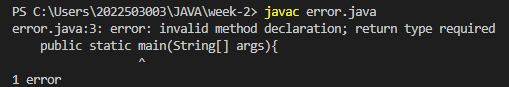 PS C:\Users\2022503003\JAVA\week-2> javac error.java
error.java:3: error: invalid method declaration; return type required
    public static main(String[] args){
                  ^
1 error